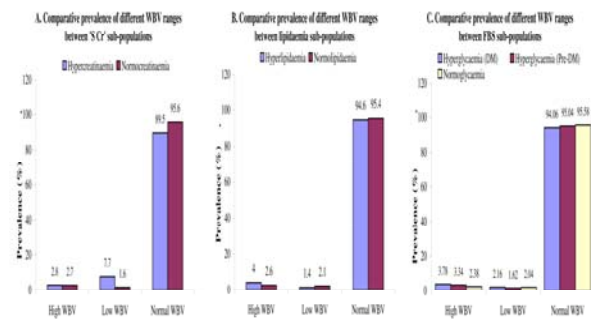 A. Comparative prevalence of different WBV ranges
between 'S Cr' sub-populations
Hypercreatinaemia
Normocreatinaemia
Prevalence (%)
120
100
80
60
40
20
0
2.8
2.7
7.7
1.6
89.5
95.6
High WBV
Low WBV
Normal WBV
B. Comparative prevalence of different WBV ranges
between lipidaemia sub-populations
Hyperlipidaemia
Normolipidaemia
Prevalence (%)
120
100
80
60
40
20
0
4
2.6
1.4
2.1
94.6
95.4
High WBV
Low WBV
Normal WBV
C. Comparative prevalence of different WBV ranges
between FBS sub-populations
Hyperglycaemia (DM)
Hyperglycaemia (Pre-DM)
Normoglycaemia
Prevalence (%)
120
100
80
60
40
20
0
3.78
3.34
2.38
2.16
1.62
2.04
94.06
95.04
95.58
High WBV
Low WBV
Normal WBV